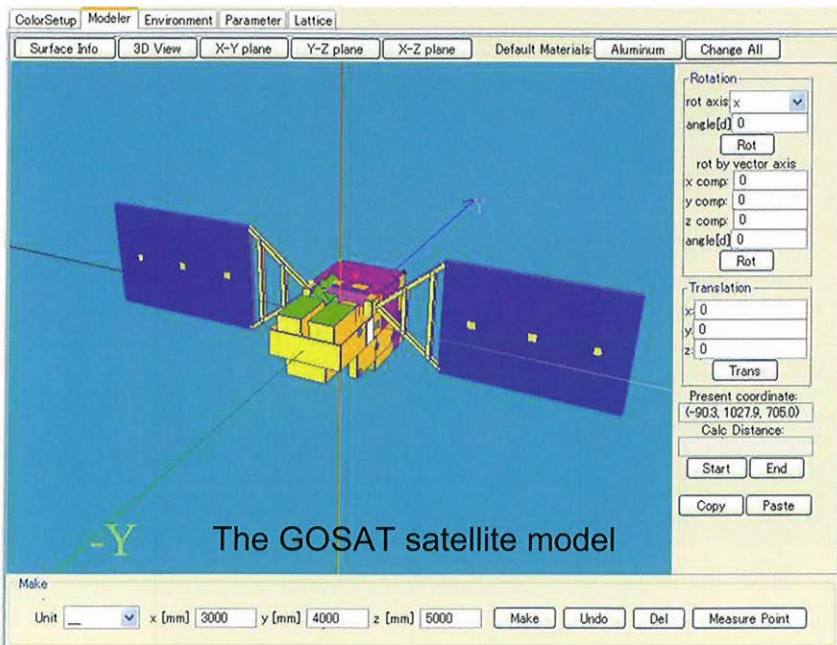 ColorSetup Modeler Environment Parameter Lattice
Surface Info 3D View X-Y plane Y-Z plane X-Z plane Default Materials: Aluminum Change All
Rotation
rot axis x
angle[d] 0
Rot
rot by vector axis
x comp: 0
y comp: 0
z comp: 0
angle[d] 0
Rot
Translation
x: 0
y: 0
z: 0
Trans
Present coordinate:
(-90.3, 1027.9, 705.0)
Calc Distance:
Start End
Copy Paste
Y
-Y
The GOSAT satellite model
Make
Unit __ x [mm] 3000 y [mm] 4000 z [mm] 5000 Make Undo Del Measure Point